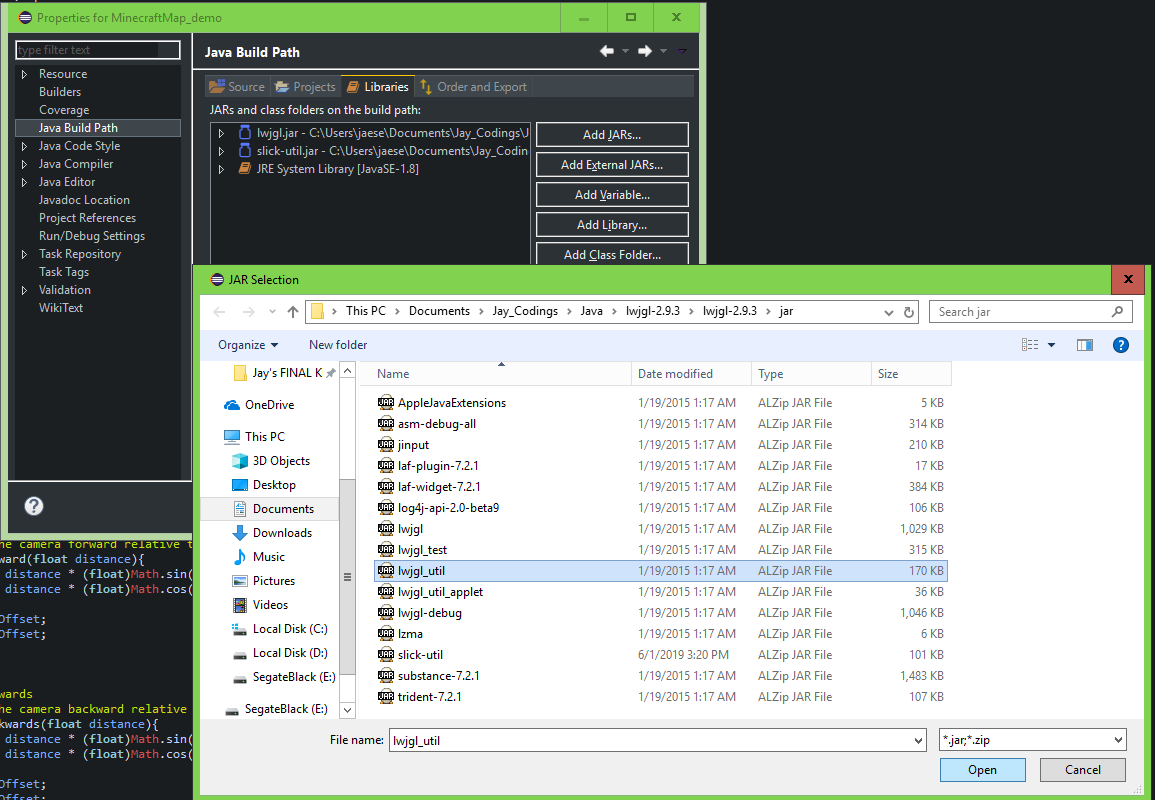 Properties for MinecraftMap_demo
type filter text
Resource
Builders
Coverage
Java Build Path
Java Code Style
Java Compiler
Java Editor
Javadoc Location
Project References
Run/Debug Settings
Task Repository
Task Tags
Validation
WikiText
Java Build Path
Source Projects Libraries Order and Export
JARs and class folders on the build path:
lwjgl.jar - C:\Users\jaese\Documents\Jay_Codings\J
slick-util.jar - C:\Users\jaese\Documents\Jay_Codin
JRE System Library [JavaSE-1.8]
Add JARs...
Add External JARs...
Add Variable...
Add Library...
Add Class Folder...
JAR Selection
This PC > Documents > Jay_Codings > Java > lwjgl-2.9.3 > lwjgl-2.9.3 > jar
Search jar
Organize New folder
Jay's FINAL K
OneDrive
This PC
3D Objects
Desktop
Documents
Downloads
Music
Pictures
Videos
Local Disk (C:)
Local Disk (D:)
SegateBlack (E:)
SegateBlack (E:)
Name Date modified Type Size
AppleJavaExtensions 1/19/2015 1:17 AM ALZip JAR File 5 KB
asm-debug-all 1/19/2015 1:17 AM ALZip JAR File 314 KB
jinput 1/19/2015 1:17 AM ALZip JAR File 210 KB
laf-plugin-7.2.1 1/19/2015 1:17 AM ALZip JAR File 17 KB
laf-widget-7.2.1 1/19/2015 1:17 AM ALZip JAR File 384 KB
log4j-api-2.0-beta9 1/19/2015 1:17 AM ALZip JAR File 106 KB
lwjgl 1/19/2015 1:17 AM ALZip JAR File 1,029 KB
lwjgl_test 1/19/2015 1:17 AM ALZip JAR File 315 KB
lwjgl_util 1/19/2015 1:17 AM ALZip JAR File 170 KB
lwjgl_util_applet 1/19/2015 1:17 AM ALZip JAR File 36 KB
lwjgl-debug 1/19/2015 1:17 AM ALZip JAR File 1,046 KB
lzma 1/19/2015 1:17 AM ALZip JAR File 6 KB
slick-util 6/1/2019 3:20 PM ALZip JAR File 101 KB
substance-7.2.1 1/19/2015 1:17 AM ALZip JAR File 1,483 KB
trident-7.2.1 1/19/2015 1:17 AM ALZip JAR File 107 KB
File name: lwjgl_util
*.jar;*.zip
Open Cancel
he camera forward relative t
ward(float distance){
distance * (float)Math.sin(
distance * (float)Math.cos(
Offset;
Offset;
wards
he camera backward relative
kwards(float distance){
distance * (float)Math.sin(
distance * (float)Math.cos(
Offset;
Offset;